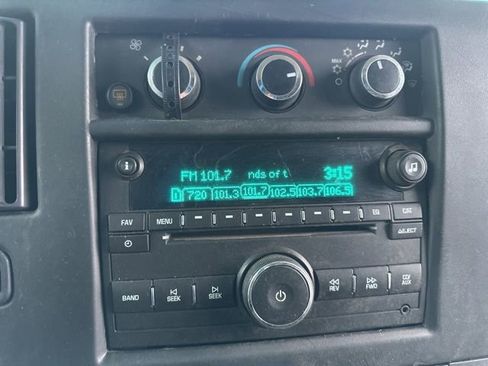 MAX
FM 101.7 nds of t 3:15
1 720 101.3 101.7 102.5 103.7 106.5
FAV MENU EQ CAT
EJECT
BAND SEEK SEEK REV FWD CD/
AUX